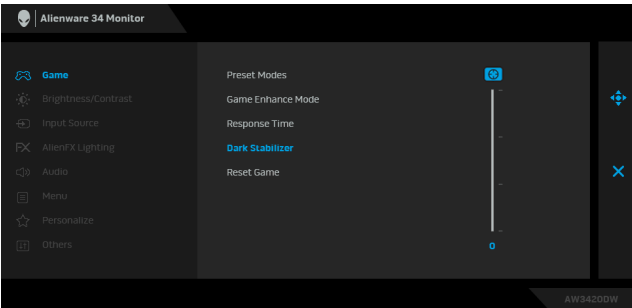 Alienware 34 Monitor
Game
Brightness/Contrast
Input Source
FX AlienFX Lighting
Audio
Menu
Personalize
Others
Preset Modes
Game Enhance Mode
Response Time
Dark Stabilizer
Reset Game
0
AW3420DW